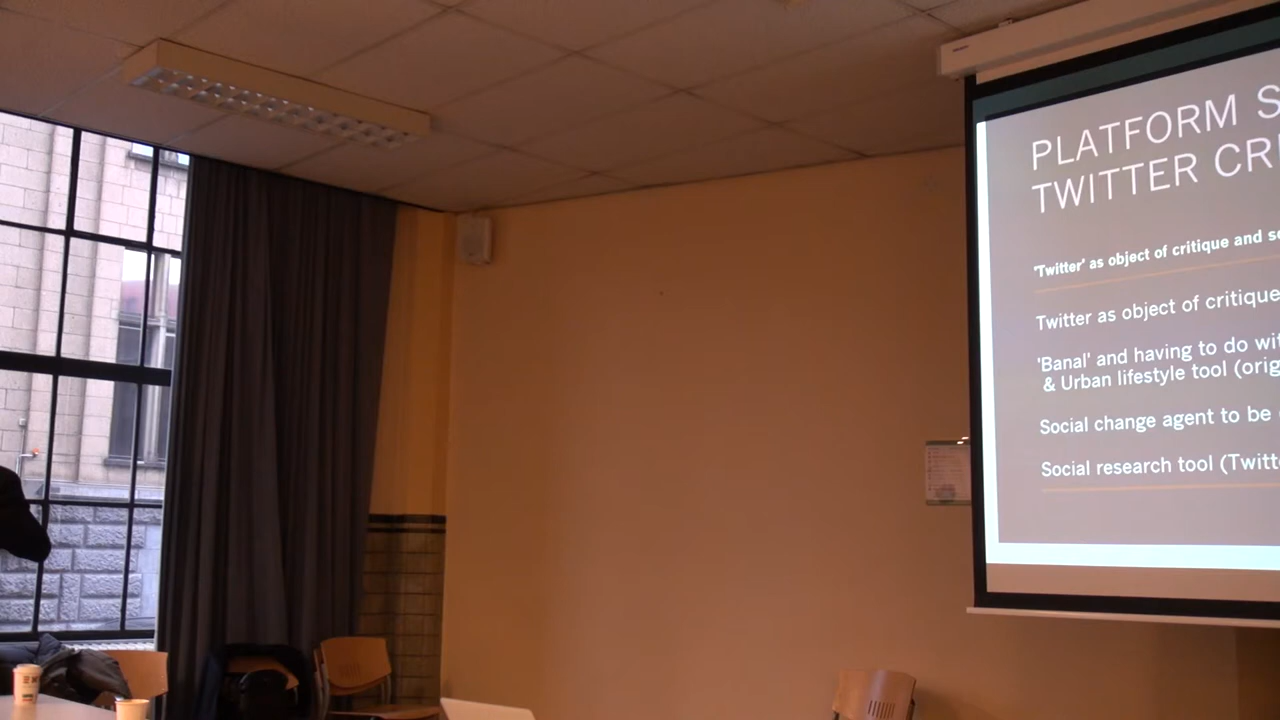 PLATFORM S
TWITTER CR
'Twitter' as object of critique and so
Twitter as object of critique
'Banal' and having to do wit
& Urban lifestyle tool (orig
Social change agent to be
Social research tool (Twitt